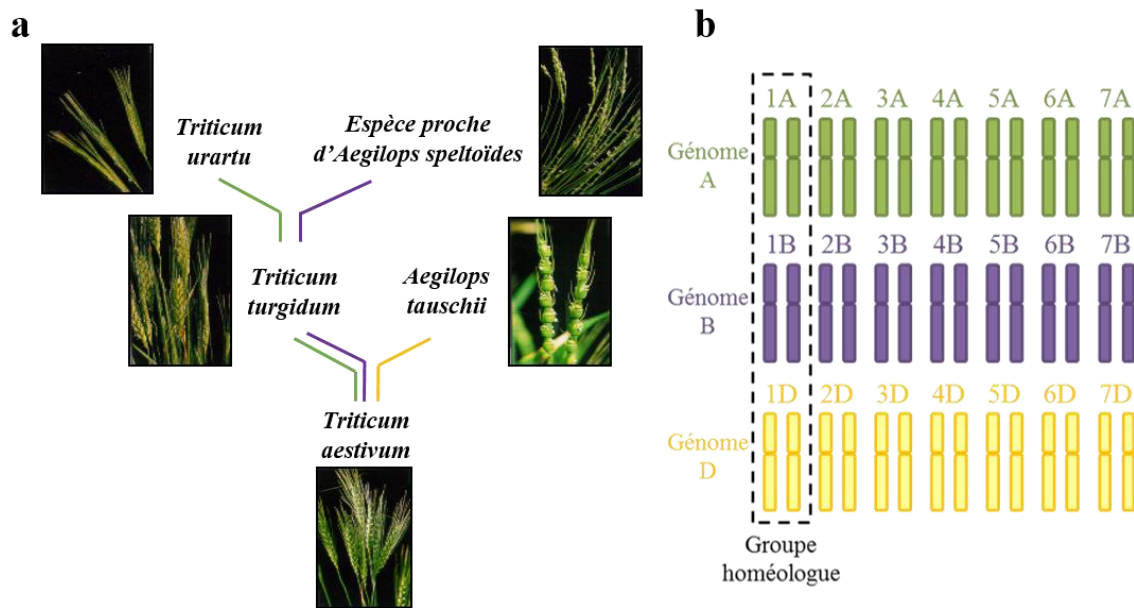 a
Triticum
urartu
Espèce proche
d'Aegilops speltoïdes
Triticum
turgidum
Aegilops
tauschii
Triticum
aestivum
b
1A 2A 3A 4A 5A 6A 7A
Génome
A
1B 2B 3B 4B 5B 6B 7B
Génome
B
1D 2D 3D 4D 5D 6D 7D
Génome
D
Groupe
homéologue